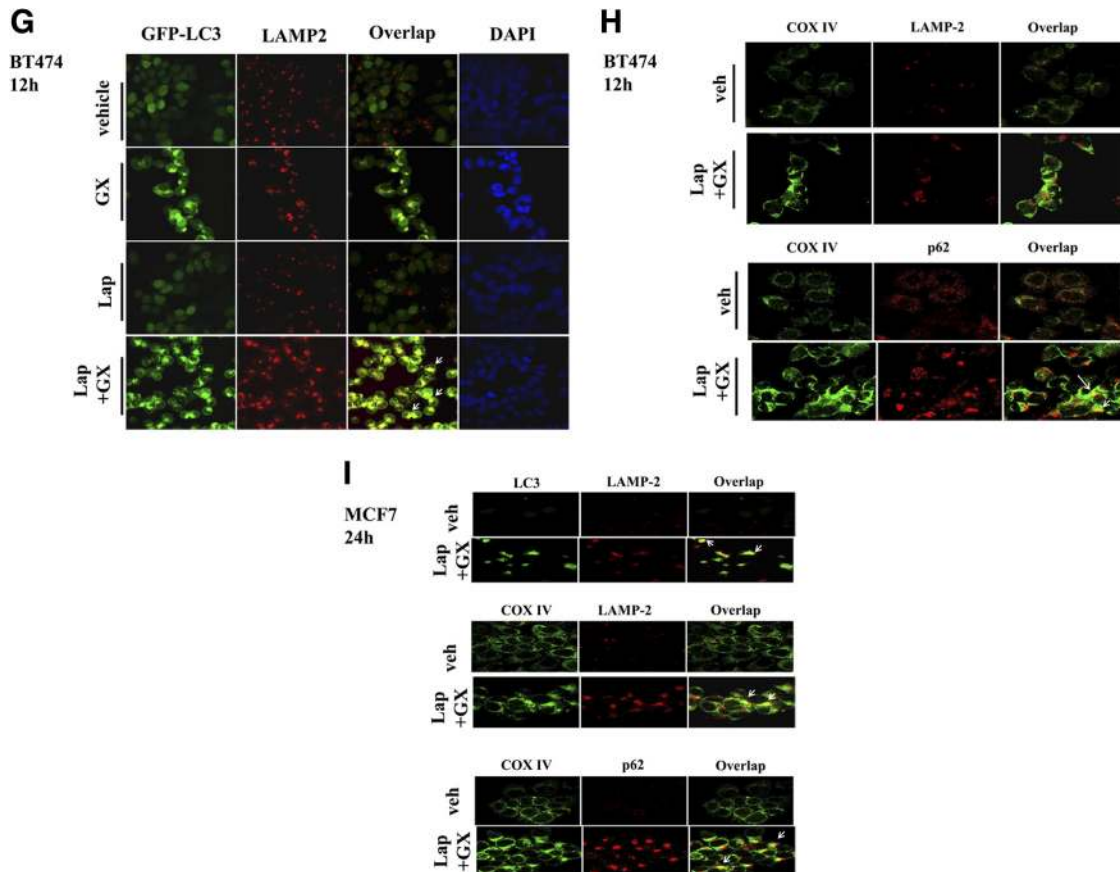 G
BT474
12h
GFP-LC3 LAMP2 Overlap DAPI
vehicle
GX
Lap
Lap
+GX
H
BT474
12h
COX IV LAMP-2 Overlap
veh
Lap
+GX
COX IV p62 Overlap
veh
Lap
+GX
I
MCF7
24h
LC3 LAMP-2 Overlap
veh
Lap
+GX
COX IV LAMP-2 Overlap
veh
Lap
+GX
COX IV p62 Overlap
veh
Lap
+GX